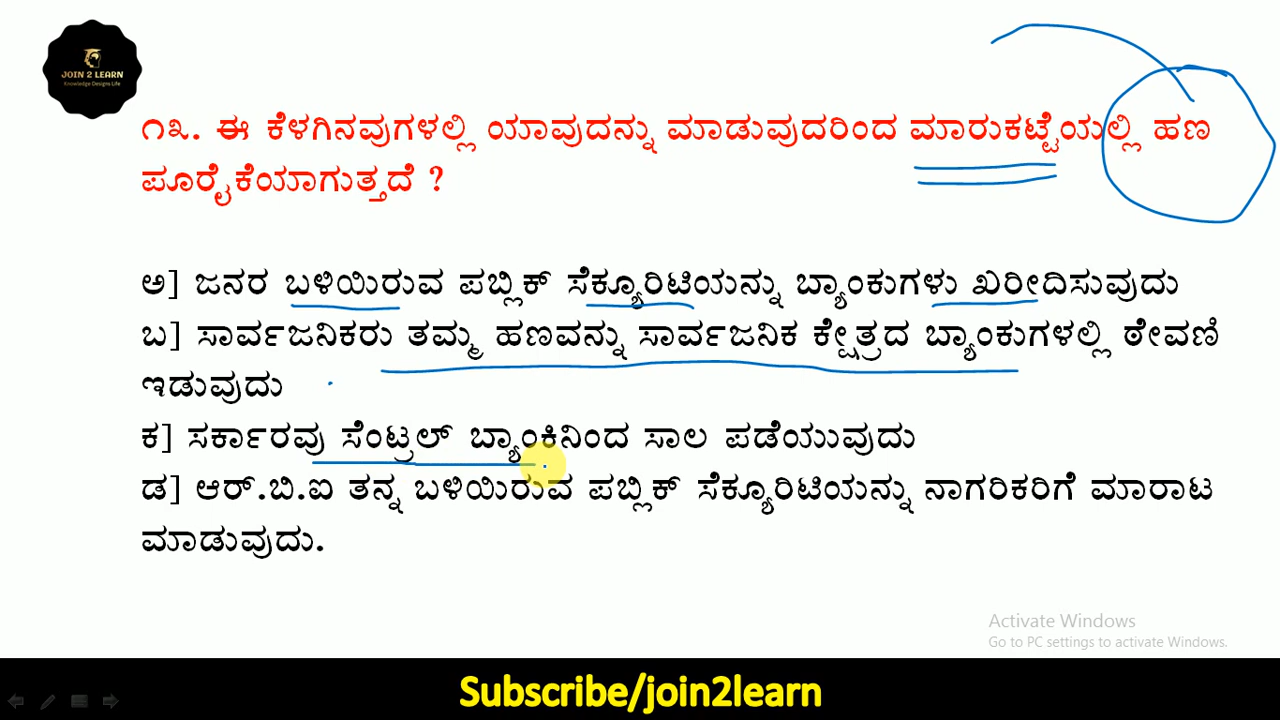 JOIN 2 LEARN
Knowledge Designs Life
೧೩. ಈ ಕೆಳಗಿನವುಗಳಲ್ಲಿ ಯಾವುದನ್ನು ಮಾಡುವುದರಿಂದ ಮಾರುಕಟ್ಟೆಯಲ್ಲಿ ಹಣ
ಪೂರೈಕೆಯಾಗುತ್ತದೆ ?
ಅ] ಜನರ ಬಳಿಯಿರುವ ಪಬ್ಲಿಕ್ ಸೆಕ್ಯೂರಿಟಿಯನ್ನು ಬ್ಯಾಂಕುಗಳು ಖರೀದಿಸುವುದು
ಬ] ಸಾರ್ವಜನಿಕರು ತಮ್ಮ ಹಣವನ್ನು ಸಾರ್ವಜನಿಕ ಕ್ಷೇತ್ರದ ಬ್ಯಾಂಕುಗಳಲ್ಲಿ ಠೇವಣಿ
ಇಡುವುದು
ಕ] ಸರ್ಕಾರವು ಸೆಂಟ್ರಲ್ ಬ್ಯಾಂಕಿನಿಂದ ಸಾಲ ಪಡೆಯುವುದು
ಡ] ಆರ್.ಬಿ.ಐ ತನ್ನ ಬಳಿಯಿರುವ ಪಬ್ಲಿಕ್ ಸೆಕ್ಯೂರಿಟಿಯನ್ನು ನಾಗರಿಕರಿಗೆ ಮಾರಾಟ
ಮಾಡುವುದು.
Activate Windows
Go to PC settings to activate Windows.
Subscribe/join2learn